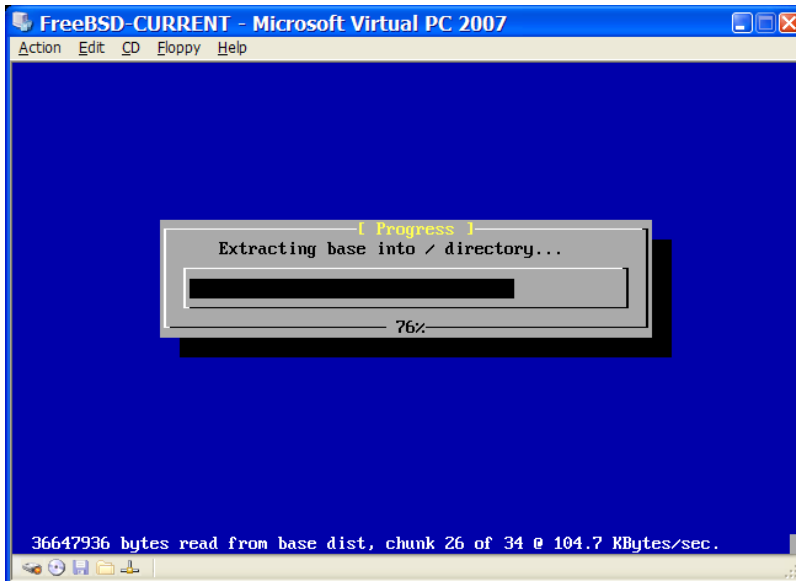 FreeBSD-CURRENT - Microsoft Virtual PC 2007
Action Edit CD Floppy Help
[ Progress ]
Extracting base into / directory...
76%
36647936 bytes read from base dist, chunk 26 of 34 @ 104.7 KBytes/sec.